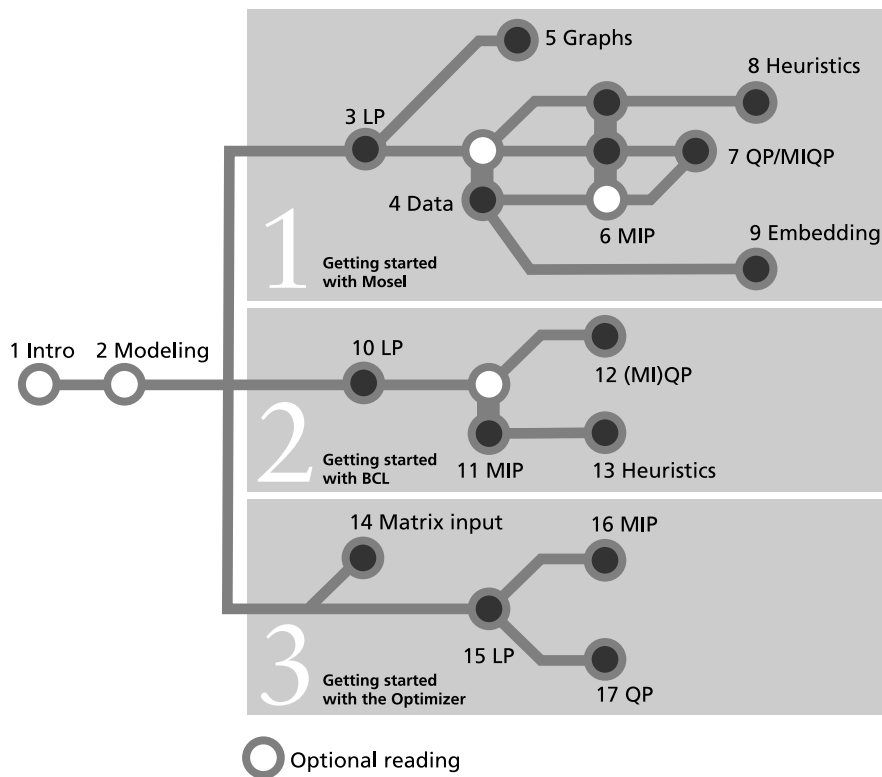 5 Graphs
8 Heuristics
3 LP
7 QP/MIQP
4 Data
6 MIP
9 Embedding
1
Getting started
with Mosel
1 Intro
2 Modeling
10 LP
12 (MI)QP
2
Getting started
with BCL
11 MIP
13 Heuristics
14 Matrix input
16 MIP
15 LP
3
Getting started
with the Optimizer
17 QP
Optional reading